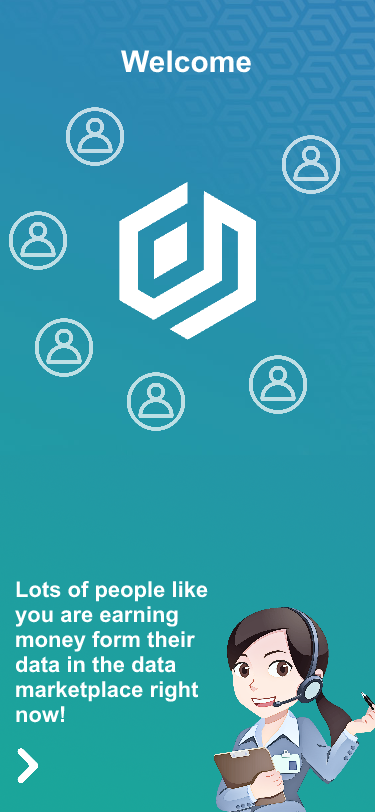 Welcome
Lots of people like
you are earning
money form their
data in the data
marketplace right
now!